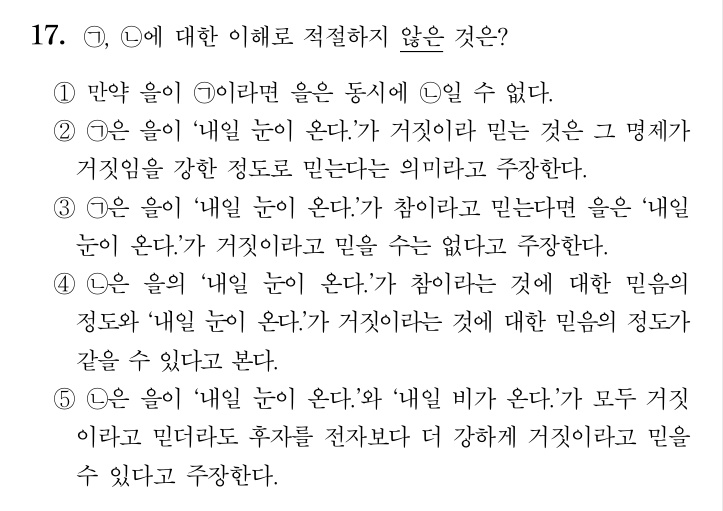 17. ㉠, ㉡에 대한 이해로 적절하지 않은 것은?
① 만약 을이 ㉠이라면 을은 동시에 ㉡일 수 없다.
② ㉠은 을이 ‘내일 눈이 온다.’가 거짓이라 믿는 것은 그 명제가
거짓임을 강한 정도로 믿는다는 의미라고 주장한다.
③ ㉠은 을이 ‘내일 눈이 온다.’가 참이라고 믿는다면 을은 ‘내일
눈이 온다.’가 거짓이라고 믿을 수는 없다고 주장한다.
④ ㉡은 을의 ‘내일 눈이 온다.’가 참이라는 것에 대한 믿음의
정도와 ‘내일 눈이 온다.’가 거짓이라는 것에 대한 믿음의 정도가
같을 수 있다고 본다.
⑤ ㉡은 을이 ‘내일 눈이 온다.’와 ‘내일 비가 온다.’가 모두 거짓
이라고 믿더라도 후자를 전자보다 더 강하게 거짓이라고 믿을
수 있다고 주장한다.